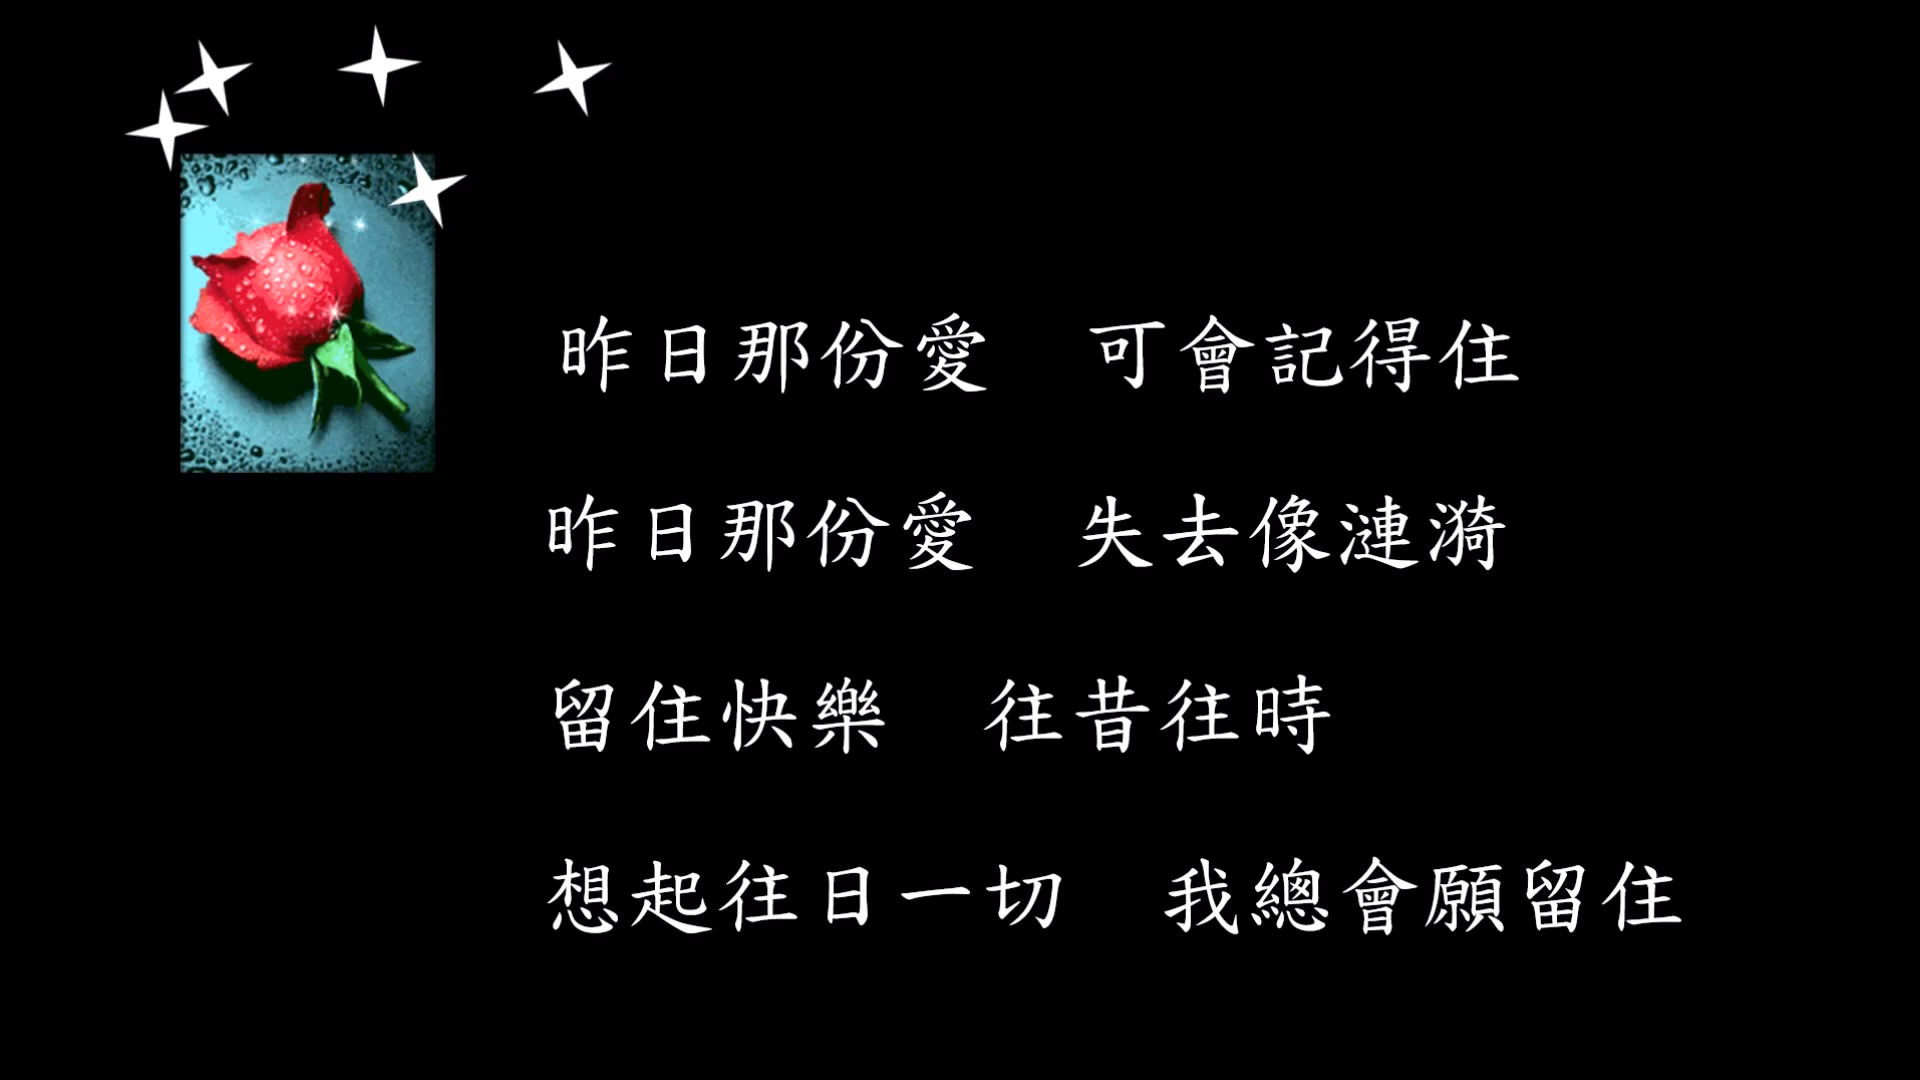 昨日那份愛　可會記得住
昨日那份愛　失去像漣漪
留住快樂　往昔往時
想起往日一切　我總會願留住